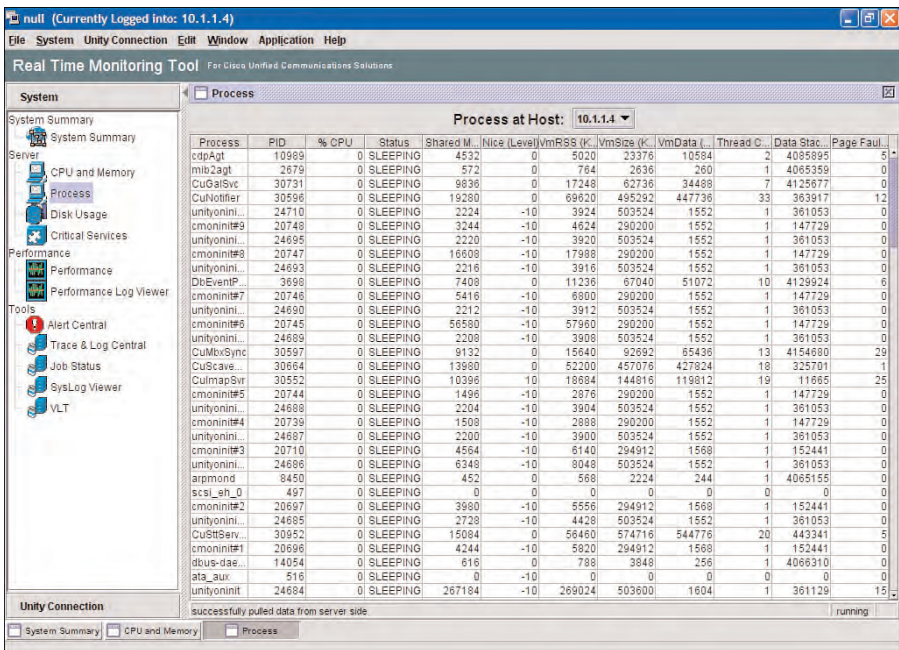 null (Currently Logged into: 10.1.1.4)
File System Unity Connection Edit Window Application Help
Real Time Monitoring Tool For Cisco Unified Communications Solutions
System
System Summary
System Summary
Server
CPU and Memory
Process
Disk Usage
Critical Services
Performance
Performance
Performance Log Viewer
Tools
Alert Central
Trace & Log Central
Job Status
SysLog Viewer
VLT
Unity Connection
Process
Process at Host: 10.1.1.4
Process PID % CPU Status Shared M... Nice (Level) VmRSS (K... VmSize (K... VmData (... Thread C... Data Stac... Page Faul...
cdpAgt 10989 0 SLEEPING 4532 0 5020 23376 10584 2 4085895 5
mib2agt 2679 0 SLEEPING 572 0 764 2636 260 1 4065359 0
CuGalSvc 30731 0 SLEEPING 9836 0 17248 62736 34488 7 4125677 0
CuNotifier 30596 0 SLEEPING 19280 0 69620 495292 447736 33 363917 12
unityonini... 24710 0 SLEEPING 2224 -10 3924 503524 1552 1 361053 0
cmoninit#9 20748 0 SLEEPING 3244 -10 4624 290200 1552 1 147729 0
unityonini... 24695 0 SLEEPING 2220 -10 3920 503524 1552 1 361053 0
cmoninit#8 20747 0 SLEEPING 16608 -10 17988 290200 1552 1 147729 0
unityonini... 24693 0 SLEEPING 2216 -10 3916 503524 1552 1 361053 0
DbEventP... 3698 0 SLEEPING 7408 0 11236 67040 51072 10 4129924 6
cmoninit#7 20746 0 SLEEPING 5416 -10 6800 290200 1552 1 147729 0
unityonini... 24690 0 SLEEPING 2212 -10 3912 503524 1552 1 361053 0
cmoninit#6 20745 0 SLEEPING 56580 -10 57960 290200 1552 1 147729 0
unityonini... 24689 0 SLEEPING 2208 -10 3908 503524 1552 1 361053 0
CuMbxSync 30597 0 SLEEPING 9132 0 15640 92692 65436 13 4154680 29
CuScave... 30664 0 SLEEPING 13980 0 52200 457076 427824 18 325701 1
CuImapSvr 30552 0 SLEEPING 10396 10 18684 144816 119812 19 11665 25
cmoninit#5 20744 0 SLEEPING 1496 -10 2876 290200 1552 1 147729 0
unityonini... 24688 0 SLEEPING 2204 -10 3904 503524 1552 1 361053 0
cmoninit#4 20739 0 SLEEPING 1508 -10 2888 290200 1552 1 147729 0
unityonini... 24687 0 SLEEPING 2200 -10 3900 503524 1552 1 361053 0
cmoninit#3 20710 0 SLEEPING 4564 -10 6140 294912 1568 1 152441 0
unityonini... 24686 0 SLEEPING 6348 -10 8048 503524 1552 1 361053 0
arpmond 8450 0 SLEEPING 452 0 568 2224 244 1 4065155 0
scsi_eh_0 497 0 SLEEPING 0 0 0 0 0 0 0 0
cmoninit#2 20697 0 SLEEPING 3980 -10 5556 294912 1568 1 152441 0
unityonini... 24685 0 SLEEPING 2728 -10 4428 503524 1552 1 361053 0
CuSttServ... 30952 0 SLEEPING 15084 0 56460 574716 544776 20 443341 5
cmoninit#1 20696 0 SLEEPING 4244 -10 5820 294912 1568 1 152441 0
dbus-dae... 14054 0 SLEEPING 616 0 788 3848 256 1 4066310 0
ata_aux 516 0 SLEEPING 0 -10 0 0 0 0 0 0
unityoninit 24684 0 SLEEPING 267184 -10 269024 503600 1604 1 361129 15
successfully pulled data from server side running
System Summary CPU and Memory Process